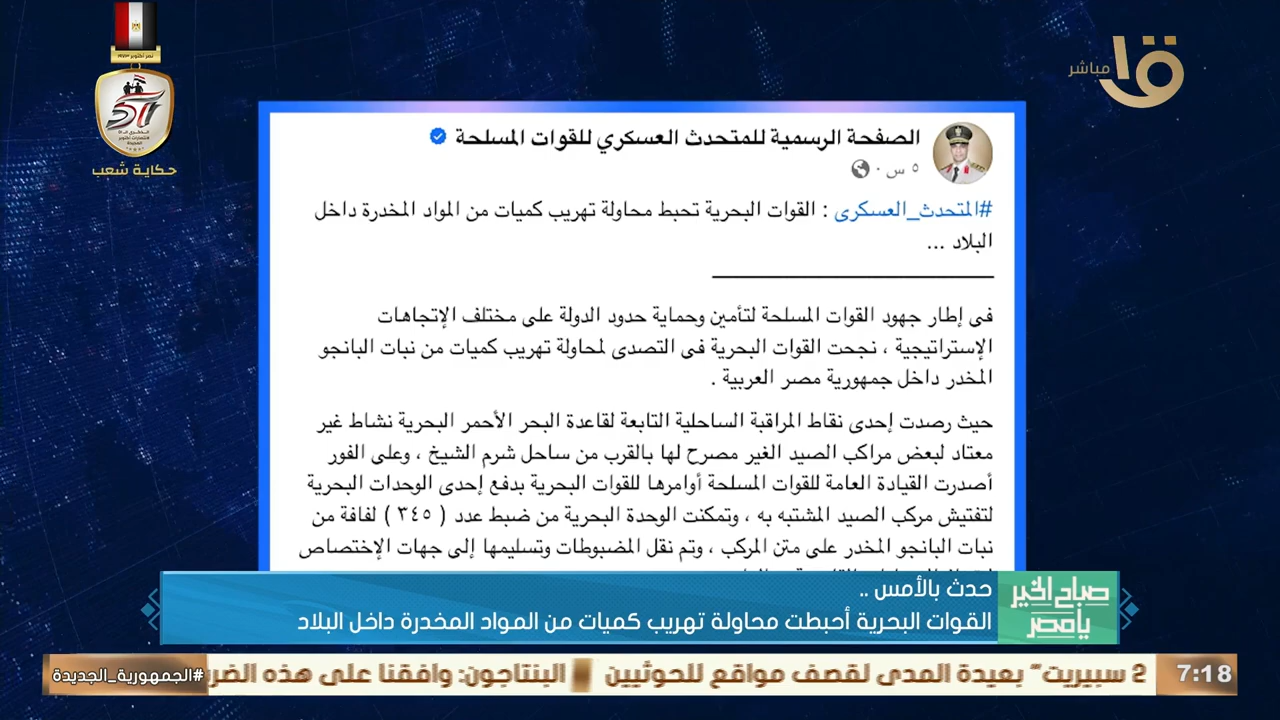 مباشر
حكاية شعب
الصفحة الرسمية للمتحدث العسكري للقوات المسلحة
٥ س ·
#المتحدث_العسكرى : القوات البحرية تحبط محاولة تهريب كميات من المواد المخدرة داخل
البلاد ...
فى إطار جهود القوات المسلحة لتأمين وحماية حدود الدولة على مختلف الإتجاهات
الإستراتيجية ، نجحت القوات البحرية فى التصدى لمحاولة تهريب كميات من نبات البانجو
المخدر داخل جمهورية مصر العربية .
حيث رصدت إحدى نقاط المراقبة الساحلية التابعة لقاعدة البحر الأحمر البحرية نشاط غير
معتاد لبعض مراكب الصيد الغير مصرح لها بالقرب من ساحل شرم الشيخ ، وعلى الفور
أصدرت القيادة العامة للقوات المسلحة أوامرها للقوات البحرية بدفع إحدى الوحدات البحرية
لتفتيش مركب الصيد المشتبه به ، وتمكنت الوحدة البحرية من ضبط عدد ( ٣٤٥ ) لفافة من
نبات البانجو المخدر على متن المركب ، وتم نقل المضبوطات وتسليمها إلى جهات الإختصاص
صباح الخير
يا مصر
حدث بالأمس ..
القوات البحرية أحبطت محاولة تهريب كميات من المواد المخدرة داخل البلاد
7:18
2 سبيريت" بعيدة المدى لقصف مواقع للحوثيين
البنتاجون: وافقنا على هذه الضر
#الجمهورية_الجديدة